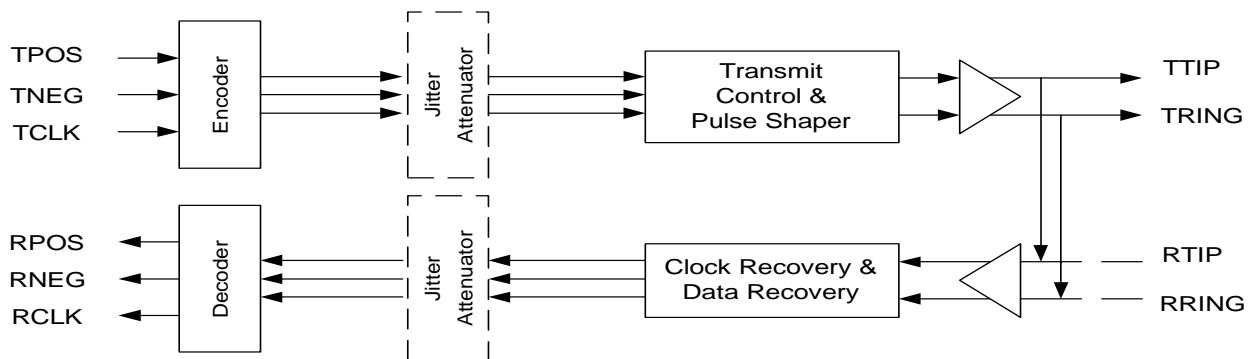 TPOS
TNEG
TCLK
Encoder
Jitter
Attenuator
Transmit
Control &
Pulse Shaper
TTIP
TRING
RPOS
RNEG
RCLK
Decoder
Jitter
Attenuator
Clock Recovery &
Data Recovery
RTIP
RRING